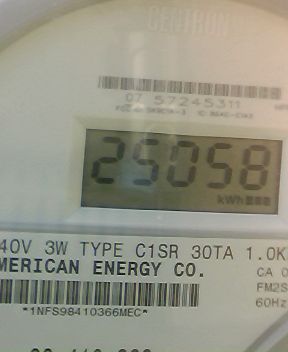 CENTRON
07 57245311
25058
kWh
40V 3W TYPE C1SR 30TA 1.0K
MERICAN ENERGY CO.
CA 0
FM2S
60Hz
*1NFS98410366MEC*